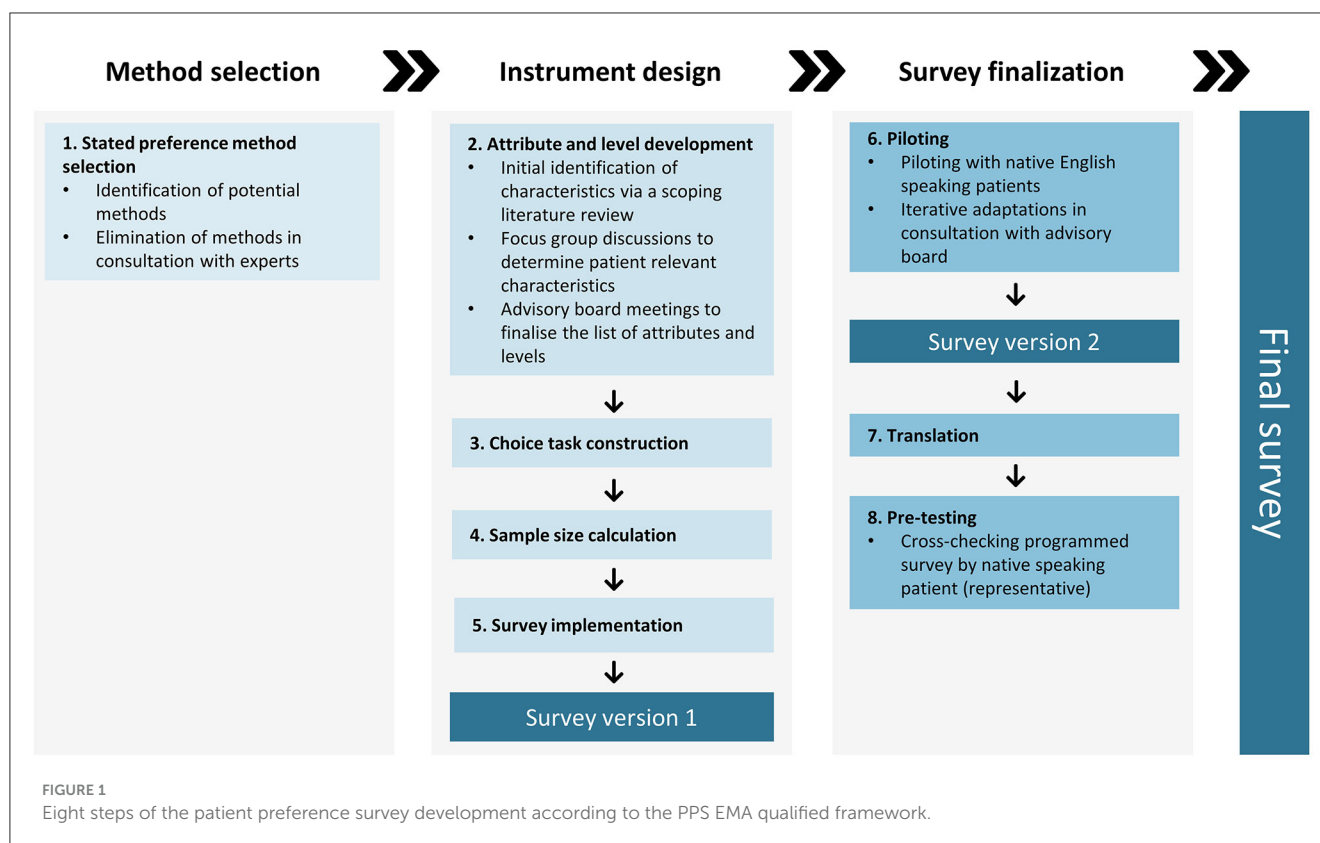 Method selection
Instrument design
Survey finalization
1. Stated preference method
selection
• Identification of potential
methods
• Elimination of methods in
consultation with experts
2. Attribute and level development
• Initial identification of
characteristics via a scoping
literature review
• Focus group discussions to
determine patient relevant
characteristics
• Advisory board meetings to
finalise the list of attributes and
levels
3. Choice task construction
4. Sample size calculation
5. Survey implementation
Survey version 1
6. Piloting
• Piloting with native English
speaking patients
• Iterative adaptations in
consultation with advisory
board
Survey version 2
7. Translation
8. Pre-testing
• Cross-checking programmed
survey by native speaking
patient (representative)
Final survey
FIGURE 1
Eight steps of the patient preference survey development according to the PPS EMA qualified framework.